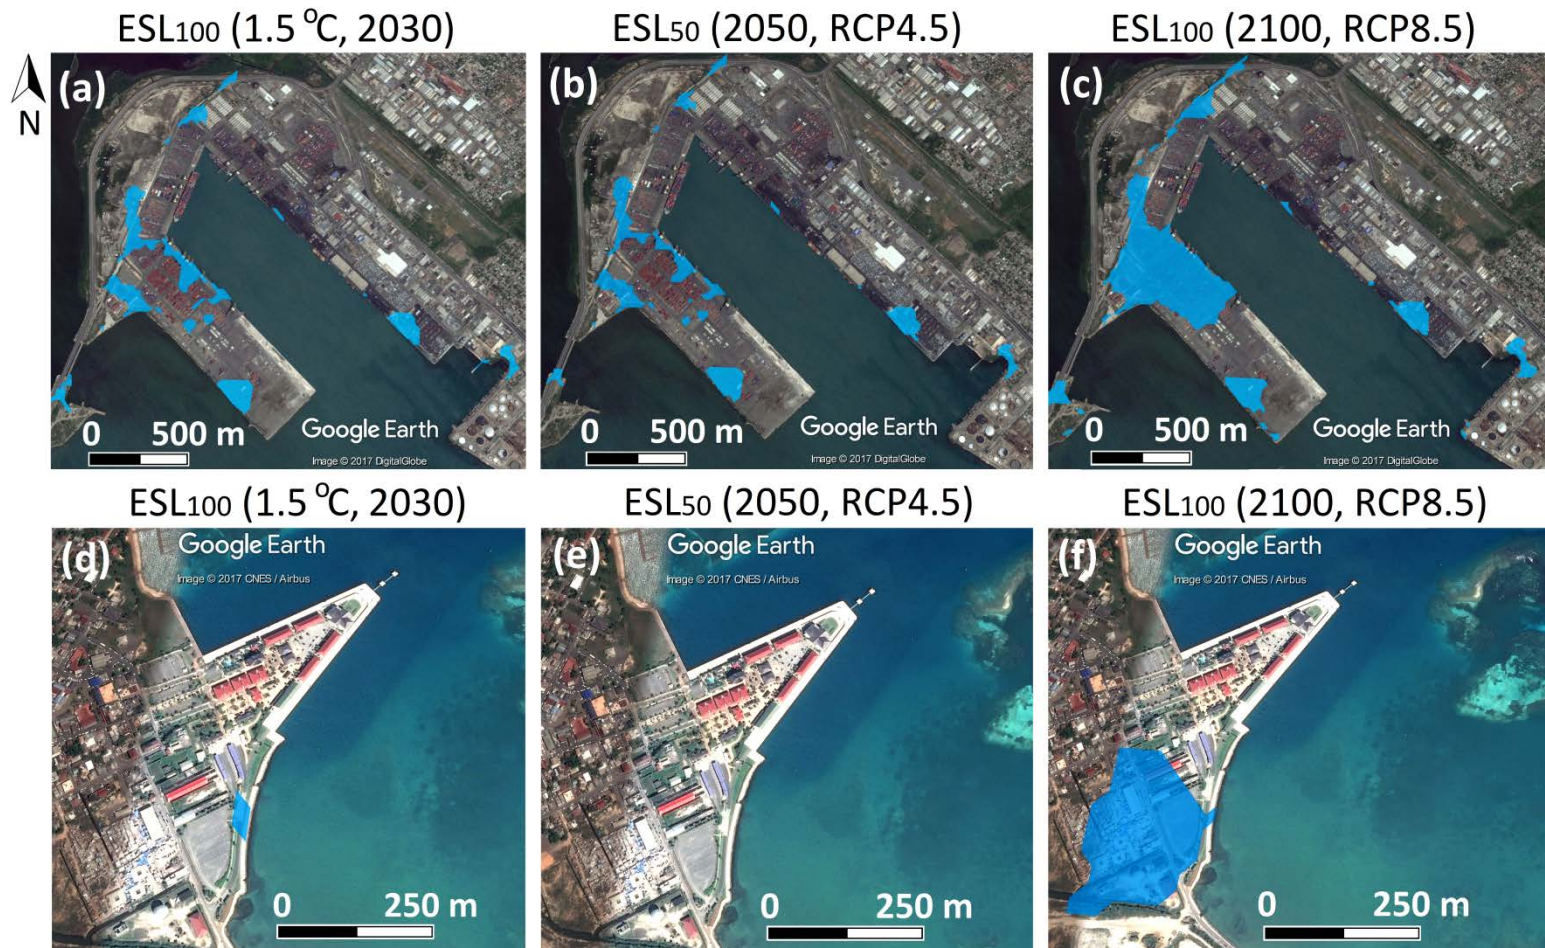 ESL100 (1.5 °C, 2030)
ESL50 (2050, RCP4.5)
ESL100 (2100, RCP8.5)
N
(a)
(b)
(c)
0 500 m
Google Earth
Image © 2017 DigitalGlobe
0 500 m
Google Earth
Image © 2017 DigitalGlobe
0 500 m
Google Earth
Image © 2017 DigitalGlobe
ESL100 (1.5 °C, 2030)
ESL50 (2050, RCP4.5)
ESL100 (2100, RCP8.5)
(d)
Google Earth
Image © 2017 CNES / Airbus
(e)
Google Earth
Image © 2017 CNES / Airbus
(f)
Google Earth
Image © 2017 CNES / Airbus
0 250 m
0 250 m
0 250 m